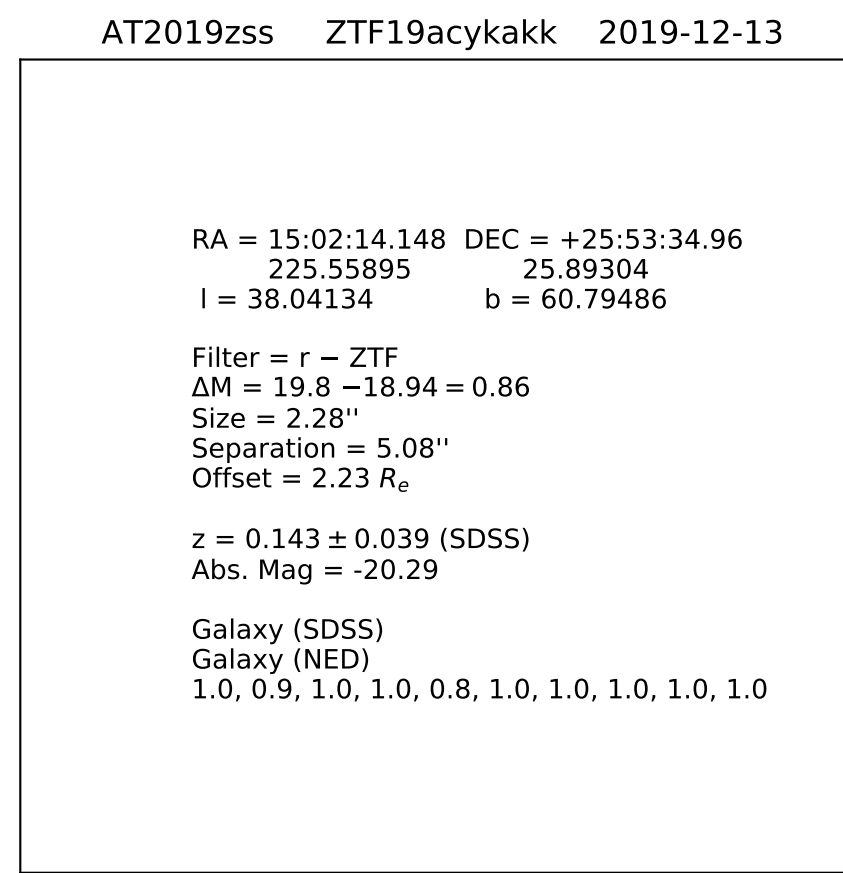 AT2019zss ZTF19acykakk 2019-12-13
RA = 15:02:14.148 DEC = +25:53:34.96
225.55895 25.89304
l = 38.04134 b = 60.79486
Filter = r − ZTF
ΔM = 19.8 −18.94 = 0.86
Size = 2.28''
Separation = 5.08''
Offset = 2.23 Rₑ
z = 0.143 ± 0.039 (SDSS)
Abs. Mag = -20.29
Galaxy (SDSS)
Galaxy (NED)
1.0, 0.9, 1.0, 1.0, 0.8, 1.0, 1.0, 1.0, 1.0, 1.0